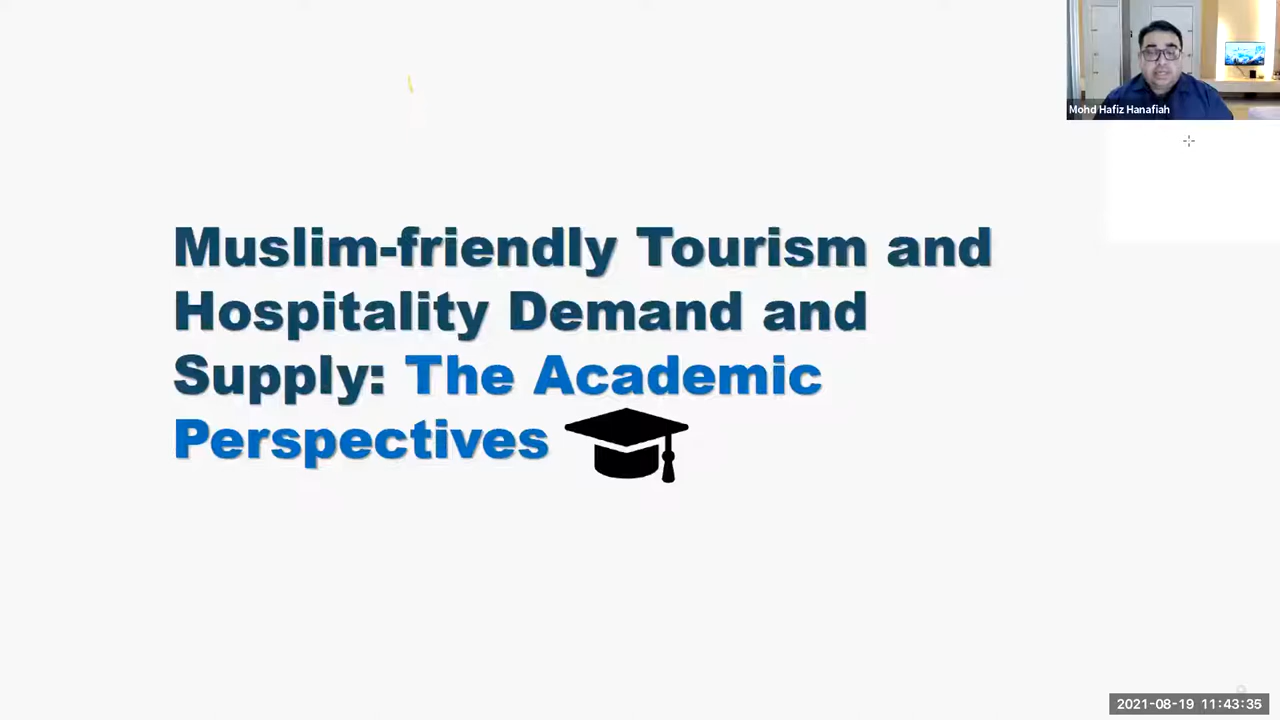 Mohd Hafiz Hanafiah
Muslim-friendly Tourism and
Hospitality Demand and
Supply: The Academic
Perspectives
2021-08-19 11:43:35